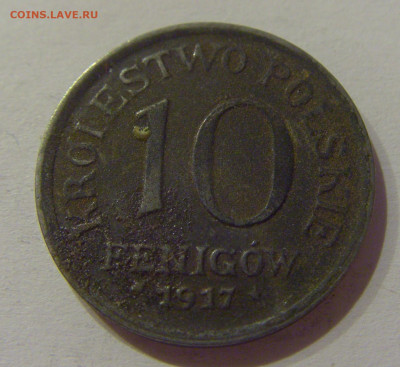 COINS.LAVE.RU
KRÓLESTWO POLSKIE
10
FENIGÓW
1917